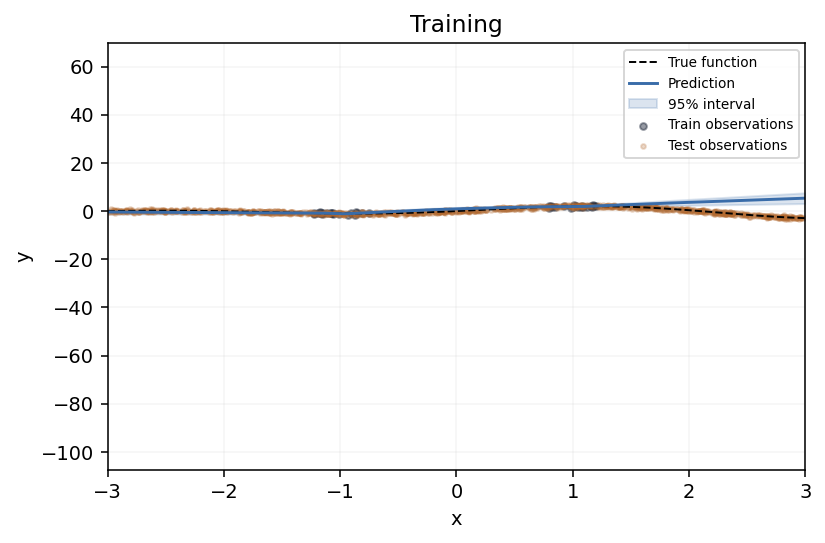 Training
60
40
20
0
−20
−40
−60
−80
−100
y
True function
Prediction
95% interval
Train observations
Test observations
−3
−2
−1
0
1
2
3
x